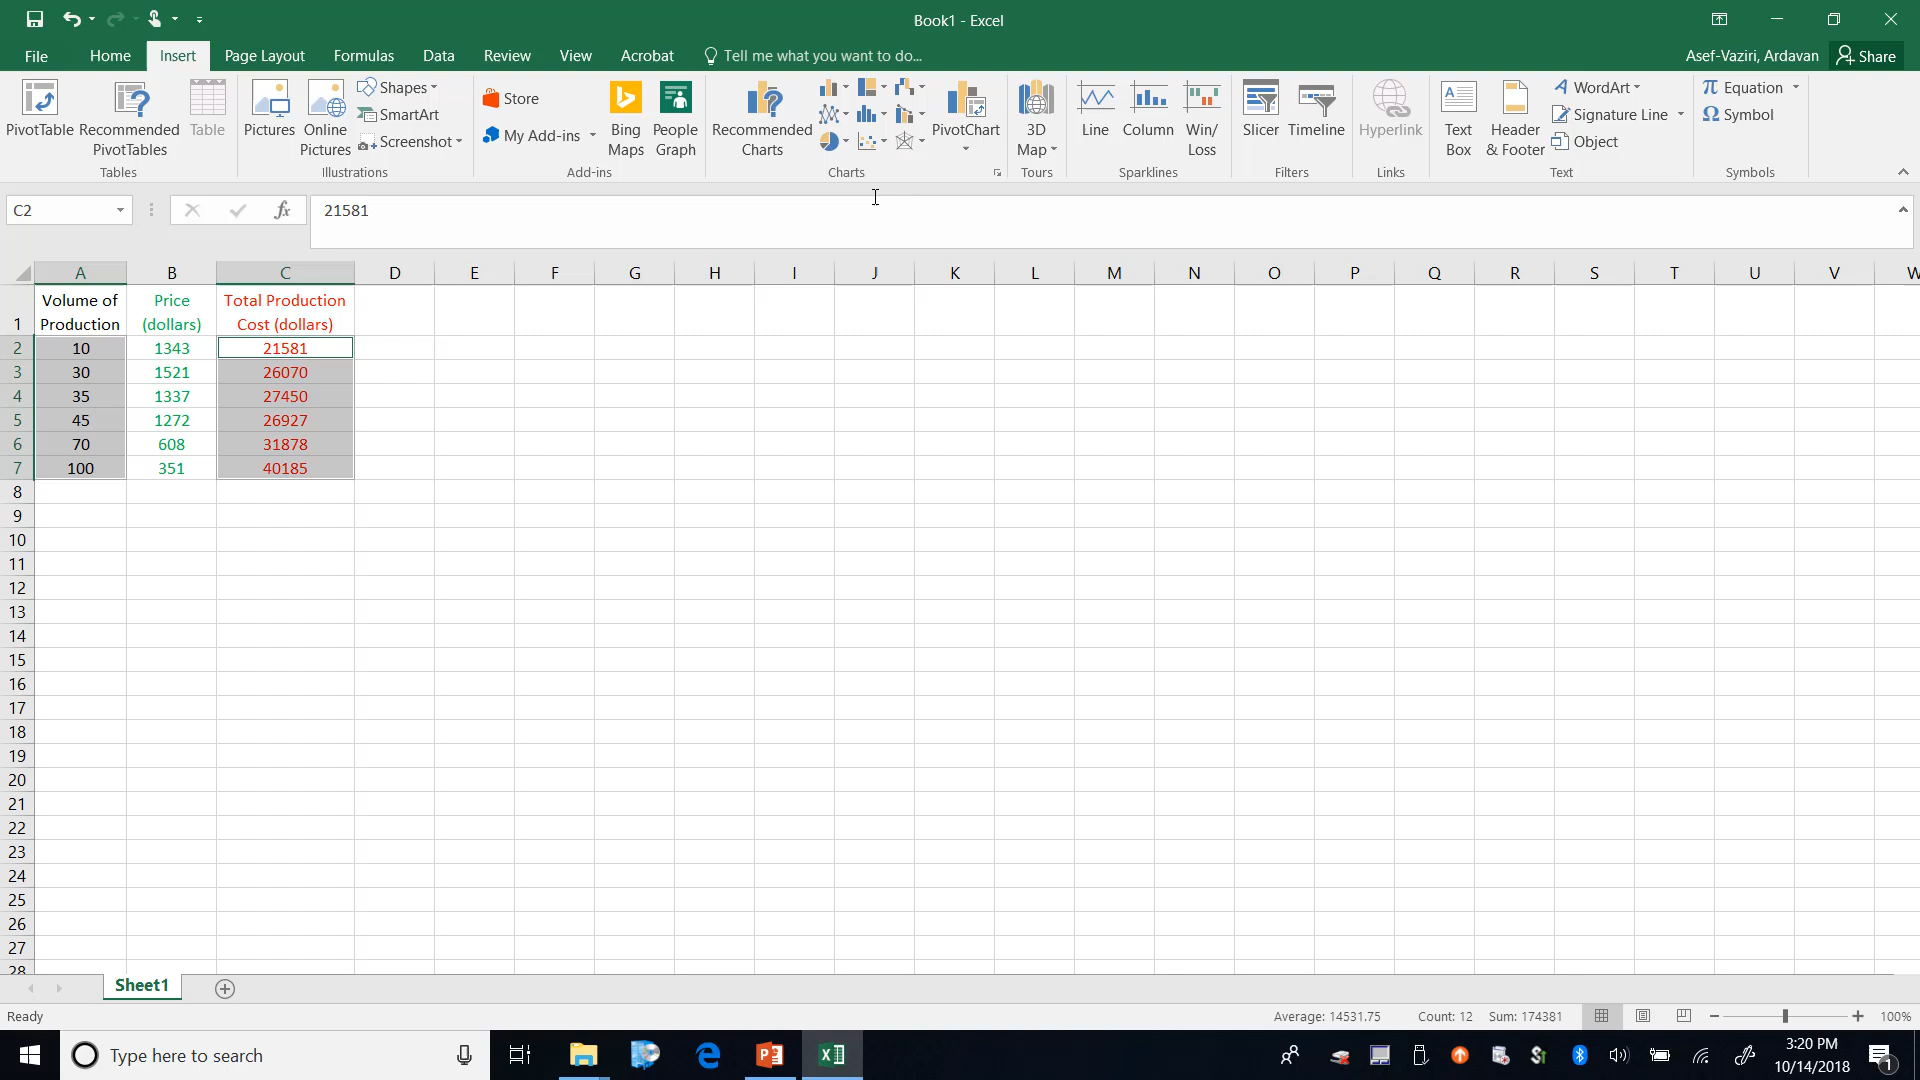 Book1 - Excel
File Home Insert Page Layout Formulas Data Review View Acrobat Tell me what you want to do... Asef-Vaziri, Ardavan Share
PivotTable
Recommended
PivotTables
Table
Tables
Pictures
Online
Pictures
Shapes
SmartArt
Screenshot
Illustrations
Store
My Add-ins
Bing
Maps
People
Graph
Add-ins
Recommended
Charts
PivotChart
Charts
3D
Map
Tours
Line
Column
Win/
Loss
Sparklines
Slicer
Timeline
Filters
Hyperlink
Links
Text
Box
Header
& Footer
WordArt
Signature Line
Object
Text
Equation
Symbol
Symbols
C2 fx 21581
A B C D E F G H I J K L M N O P Q R S T U V W
Volume of Price Total Production
1 Production (dollars) Cost (dollars)
2 10 1343 21581
3 30 1521 26070
4 35 1337 27450
5 45 1272 26927
6 70 608 31878
7 100 351 40185
8
9
10
11
12
13
14
15
16
17
18
19
20
21
22
23
24
25
26
27
28
Sheet1
Ready Average: 14531.75 Count: 12 Sum: 174381 100%
Type here to search
3:20 PM
10/14/2018
1